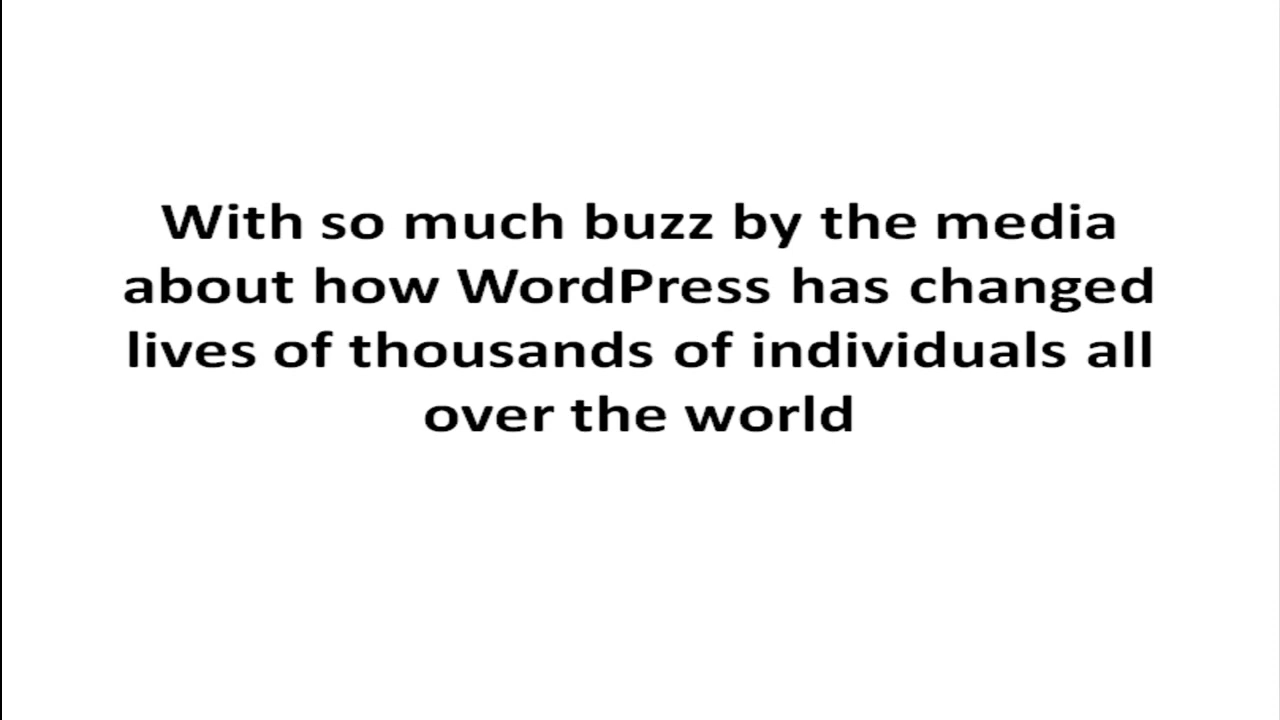 With so much buzz by the media
about how WordPress has changed
lives of thousands of individuals all
over the world